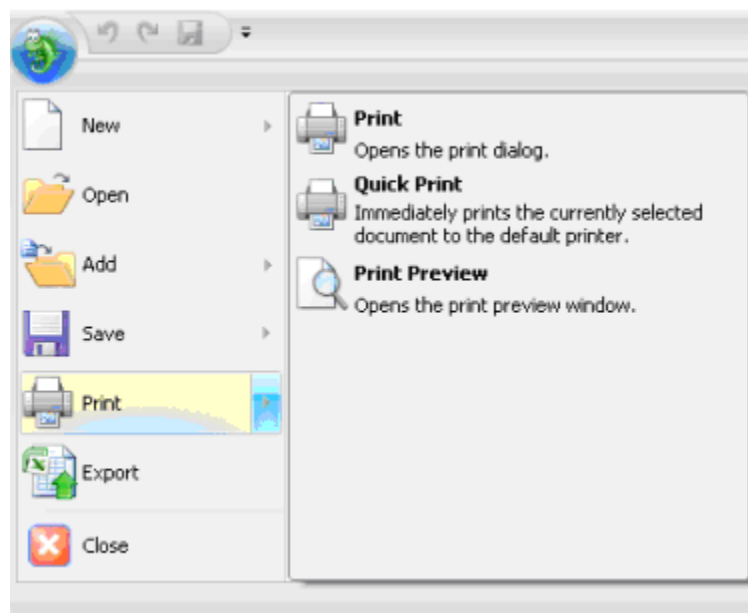 New
Open
Add
Save
Print
Export
Close
Print
Opens the print dialog.
Quick Print
Immediately prints the currently selected
document to the default printer.
Print Preview
Opens the print preview window.